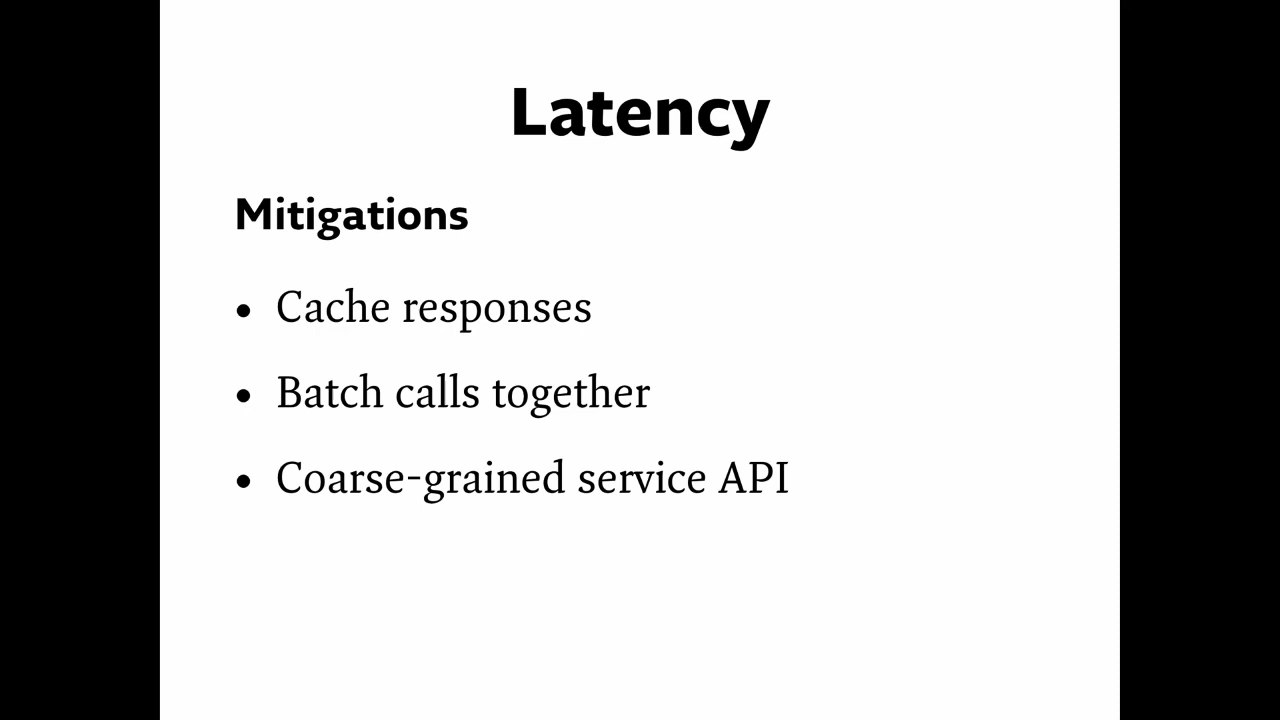 Latency
Mitigations
• Cache responses
• Batch calls together
• Coarse-grained service API